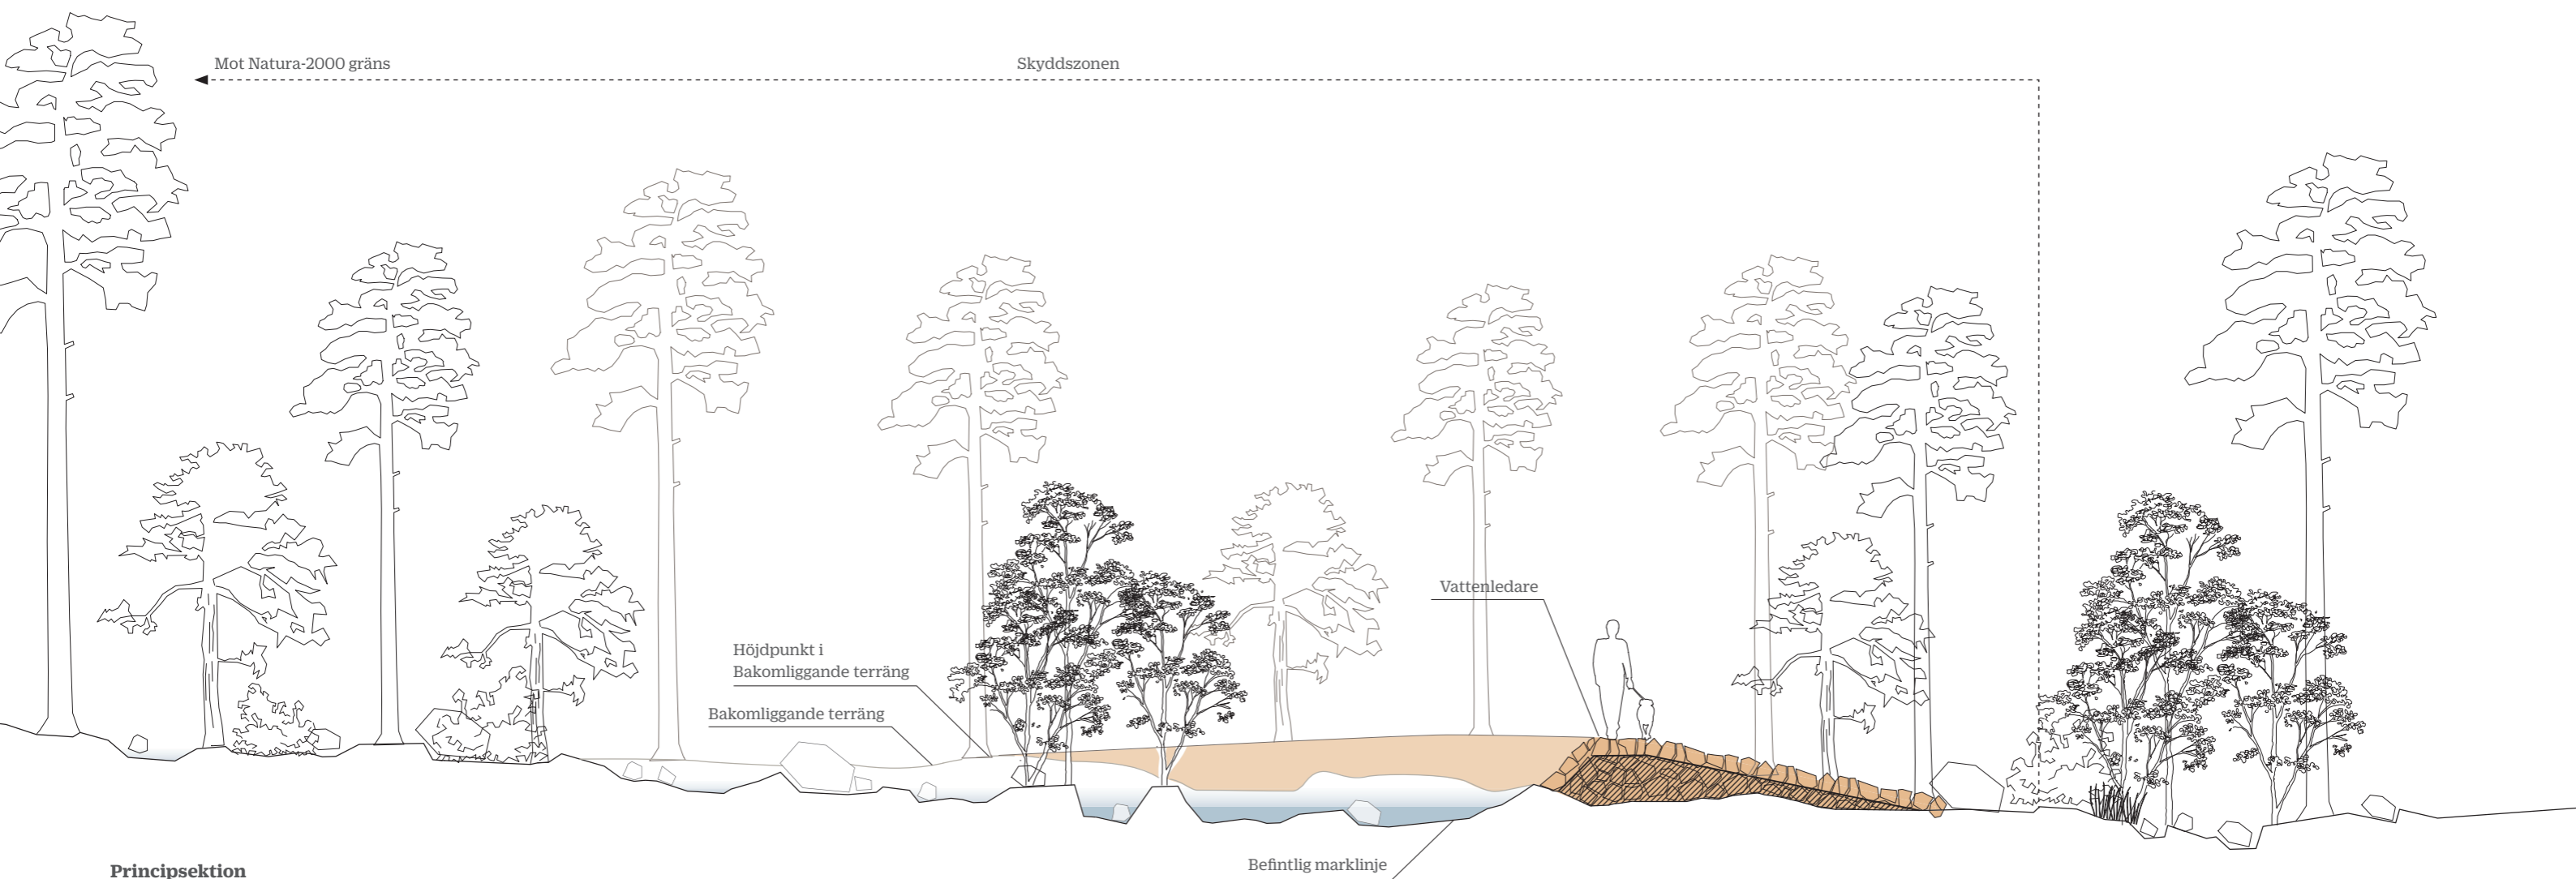 Mot Natura-2000 gräns
Skyddszonen
Vattenledare
Höjdpunkt i
Bakomliggande terräng
Bakomliggande terräng
Befintlig marklinje
Principsektion